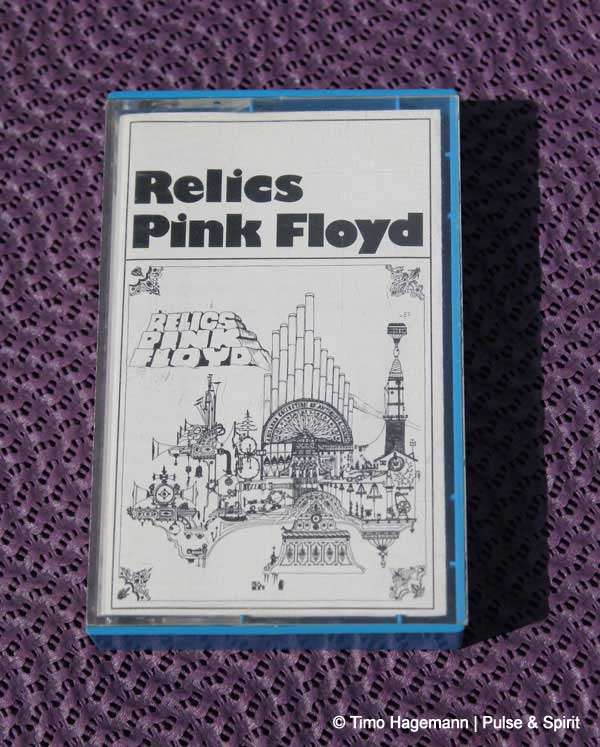 Relics
Pink Floyd
RELICS
PINK
FLOYD
© Timo Hagemann | Pulse & Spirit